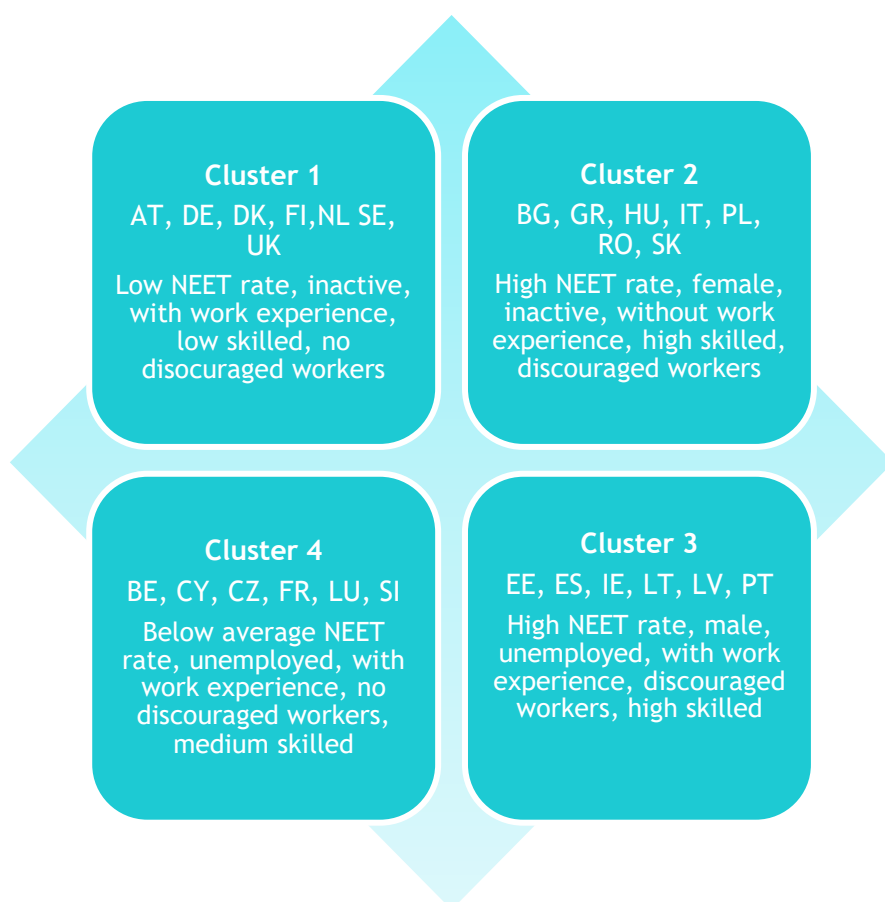 Cluster 1
AT, DE, DK, FI,NL SE,
UK
Low NEET rate, inactive,
with work experience,
low skilled, no
disocuraged workers
Cluster 2
BG, GR, HU, IT, PL,
RO, SK
High NEET rate, female,
inactive, without work
experience, high skilled,
discouraged workers
Cluster 4
BE, CY, CZ, FR, LU, SI
Below average NEET
rate, unemployed, with
work experience, no
discouraged workers,
medium skilled
Cluster 3
EE, ES, IE, LT, LV, PT
High NEET rate, male,
unemployed, with work
experience, discouraged
workers, high skilled